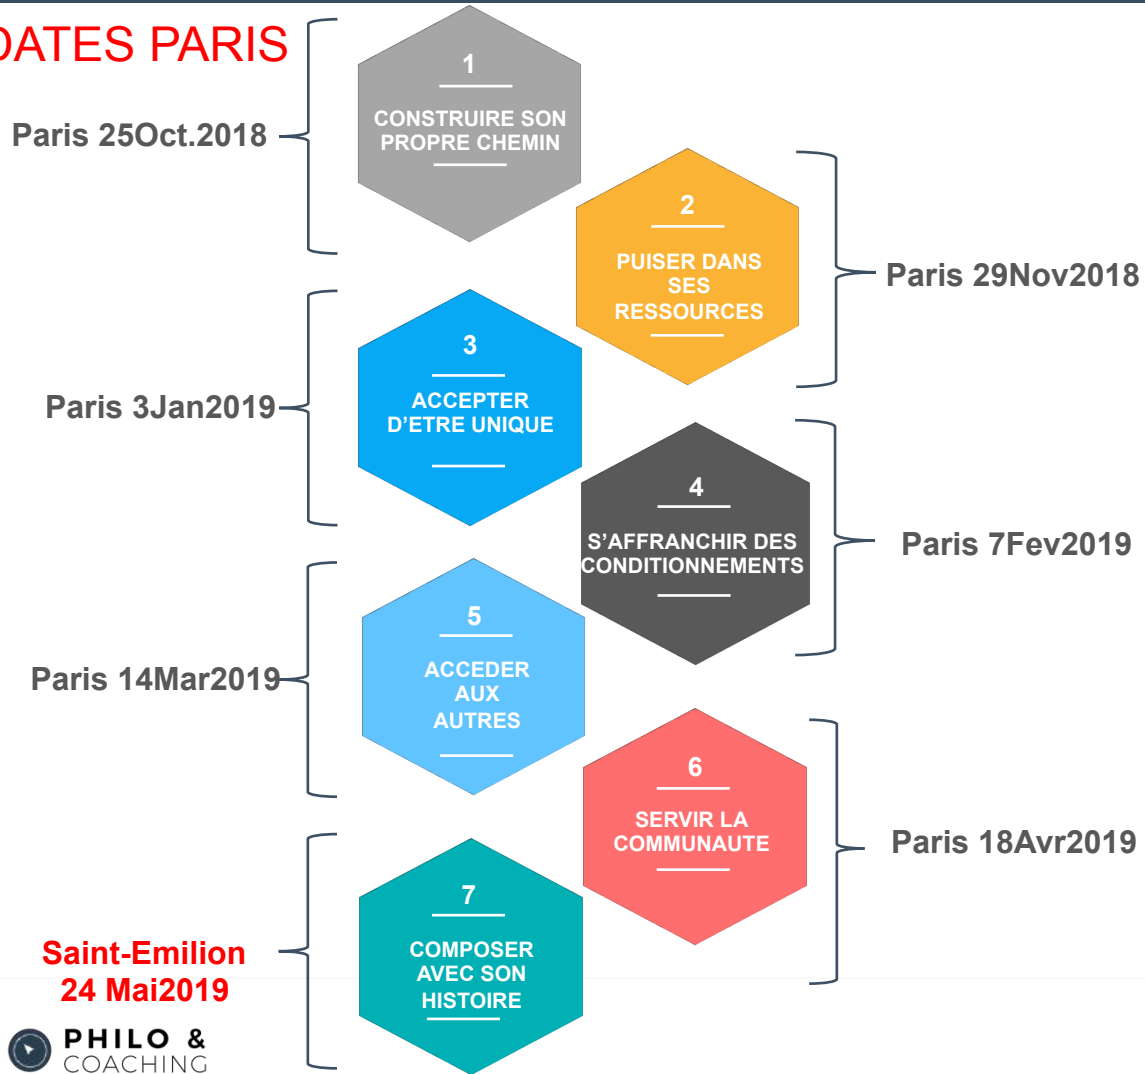 DATES PARIS
1
CONSTRUIRE SON
PROPRE CHEMIN
Paris 25Oct.2018
2
PUISER DANS
SES
RESSOURCES
Paris 29Nov2018
3
ACCEPTER
D’ETRE UNIQUE
Paris 3Jan2019
4
S’AFFRANCHIR DES
CONDITIONNEMENTS
Paris 7Fev2019
5
ACCEDER
AUX
AUTRES
Paris 14Mar2019
6
SERVIR LA
COMMUNAUTE
Paris 18Avr2019
7
COMPOSER
AVEC SON
HISTOIRE
Saint-Emilion
24 Mai2019
PHILO &
COACHING